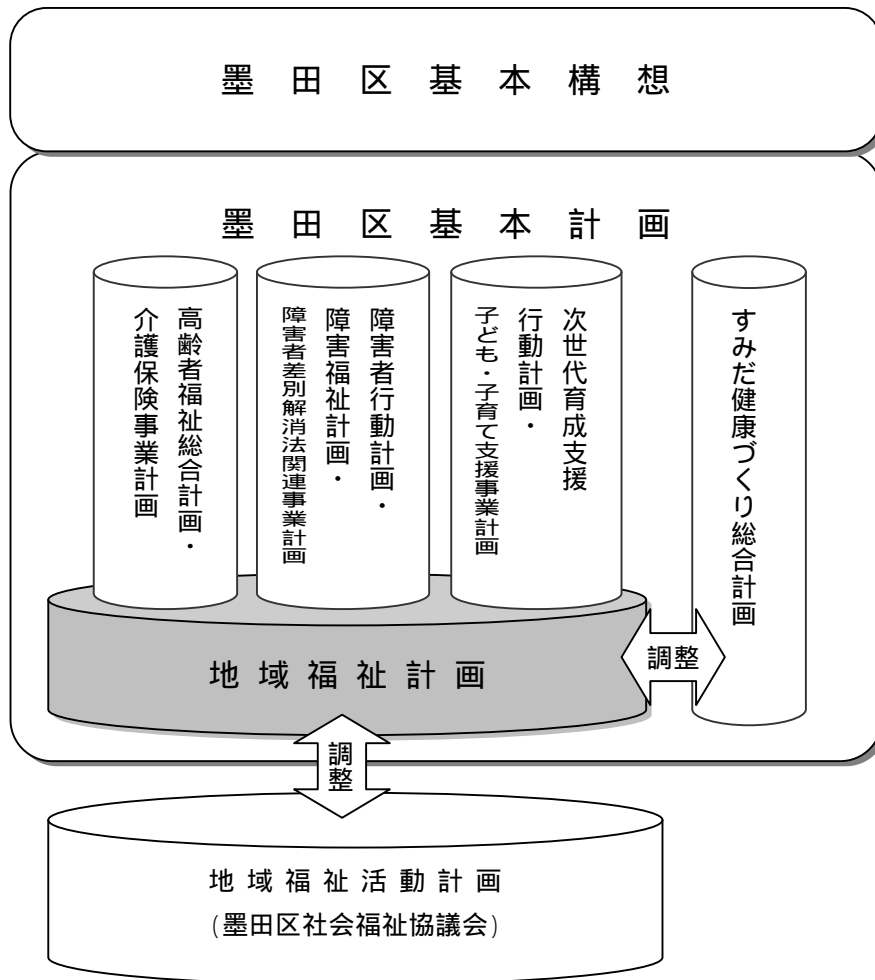 墨田区基本構想
墨田区基本計画
高齢者福祉総合計画・
介護保険事業計画
障害者行動計画・
障害福祉計画・
障害者差別解消法関連事業計画
次世代育成支援
行動計画・
子ども・子育て支援事業計画
すみだ健康づくり総合計画
地域福祉計画
調整
調整
地域福祉活動計画
(墨田区社会福祉協議会)